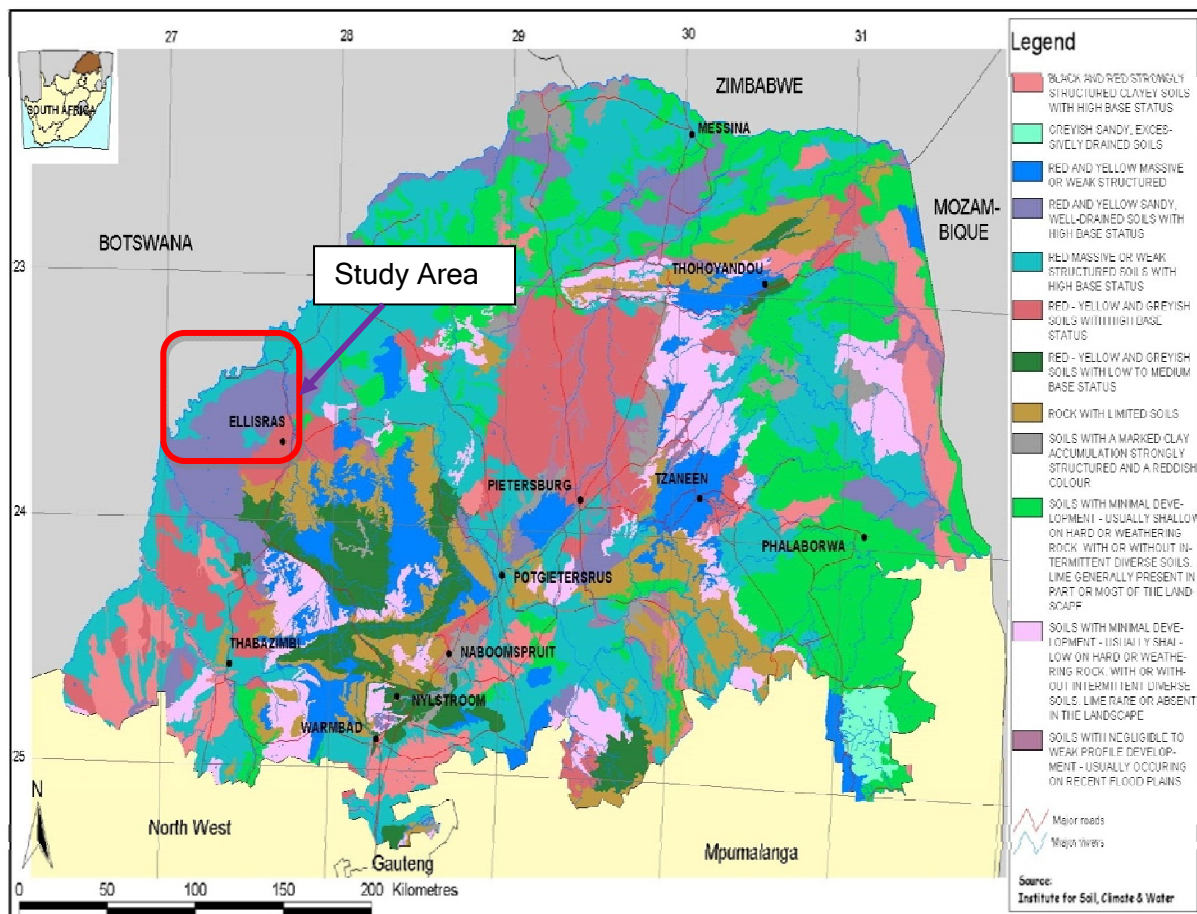 27
28
29
30
31
SOUTH AFRICA
ZIMBABWE
MESSINA
BOTSWANA
MOZAM-
BIQUE
23
Study Area
THOHOYANDOU
ELLISRAS
PIETERSBURG
TZANEEN
24
PHALABORWA
POTGIETERSRUS
THABAZIMBI
NABOOMSPRUIT
NYLSTROOM
WARMBAD
25
N
North West
Gauteng
Mpumalanga
0 50 100 150 200 Kilometres
Legend
BLACK AND RED STRONGLY
STRUCTURED CLAYEY SOILS
WITH HIGH BASE STATUS
GREYISH SANDY, EXCES-
SIVELY DRAINED SOILS
RED AND YELLOW MASSIVE
OR WEAK STRUCTURED
RED AND YELLOW SANDY,
WELL-DRAINED SOILS WITH
HIGH BASE STATUS
RED MASSIVE OR WEAK
STRUCTURED SOILS WITH
HIGH BASE STATUS
RED - YELLOW AND GREYISH
SOILS WITH HIGH BASE
STATUS
RED - YELLOW AND GREYISH
SOILS WITH LOW TO MEDIUM
BASE STATUS
ROCK WITH LIMITED SOILS
SOILS WITH A MARKED CLAY
ACCUMULATION STRONGLY
STRUCTURED AND A REDDISH
COLOUR
SOILS WITH MINIMAL DEVE-
LOPMENT - USUALLY SHALLOW
ON HARD OR WEATHERING
ROCK, WITH OR WITHOUT IN-
TERMITTENT DIVERSE SOILS.
LIME GENERALLY PRESENT IN
PART OR MOST OF THE LAND-
SCAPE
SOILS WITH MINIMAL DEVE-
LOPMENT - USUALLY SHAL-
LOW ON HARD OR WEATHE-
RING ROCK, WITH OR WITH-
OUT INTERMITTENT DIVERSE
SOILS. LIME RARE OR ABSENT
IN THE LANDSCAPE
SOILS WITH NEGLIGIBLE TO
WEAK PROFILE DEVELOP-
MENT - USUALLY OCCURING
ON RECENT FLOOD PLAINS
Major roads
Major rivers
Source:
Institute for Soil, Climate & Water